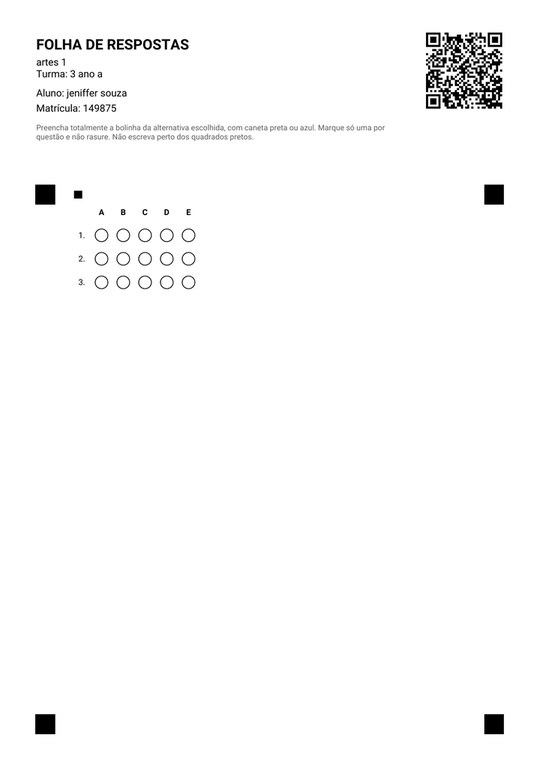 FOLHA DE RESPOSTAS
artes 1
Turma: 3 ano a
Aluno: jeniffer souza
Matrícula: 149875
Preencha totalmente a bolinha da alternativa escolhida, com caneta preta ou azul. Marque só uma por
questão e não rasure. Não escreva perto dos quadrados pretos.
A B C D E
1.
2.
3.